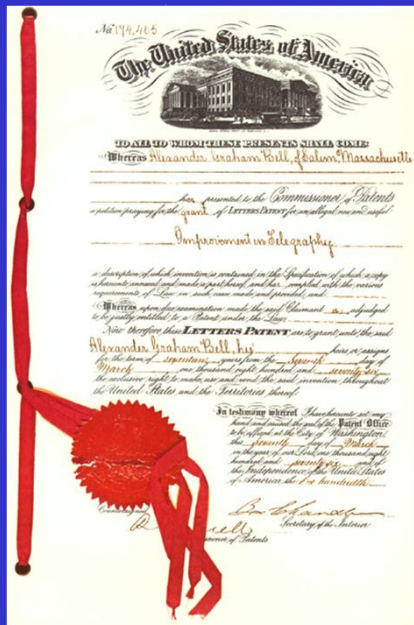 No. 174,465
The United States of America
TO ALL TO WHOM THESE PRESENTS SHALL COME:
Whereas Alexander Graham Bell, of Salem, Massachusetts
has presented to the Commissioner of Patents
a petition praying for the grant of LETTERS PATENT for an alleged new and useful
Improvement in Telegraphy
a description of which invention is contained in the Specification of which a copy
is hereunto annexed and made a part hereof, and has complied with the various
requirements of Law in such cases made and provided, and
Whereas upon due examination made the said Claimant is adjudged
to be justly entitled to a Patent under the Law.
Now therefore these LETTERS PATENT are to grant unto the said
Alexander Graham Bell, his heirs or assigns
for the term of seventeen years from the seventh day of
March one thousand eight hundred and seventy six
the exclusive right to make, use and vend the said invention throughout
the United States and the Territories thereof.
In testimony whereof I have hereunto set my
hand and caused the seal of the Patent Office
to be affixed at the City of Washington
the seventh day of March
in the year of our Lord one thousand eight
hundred and seventy six and of
the Independence of the United States
of America the one hundredth.
Secretary of the Interior
of Patents